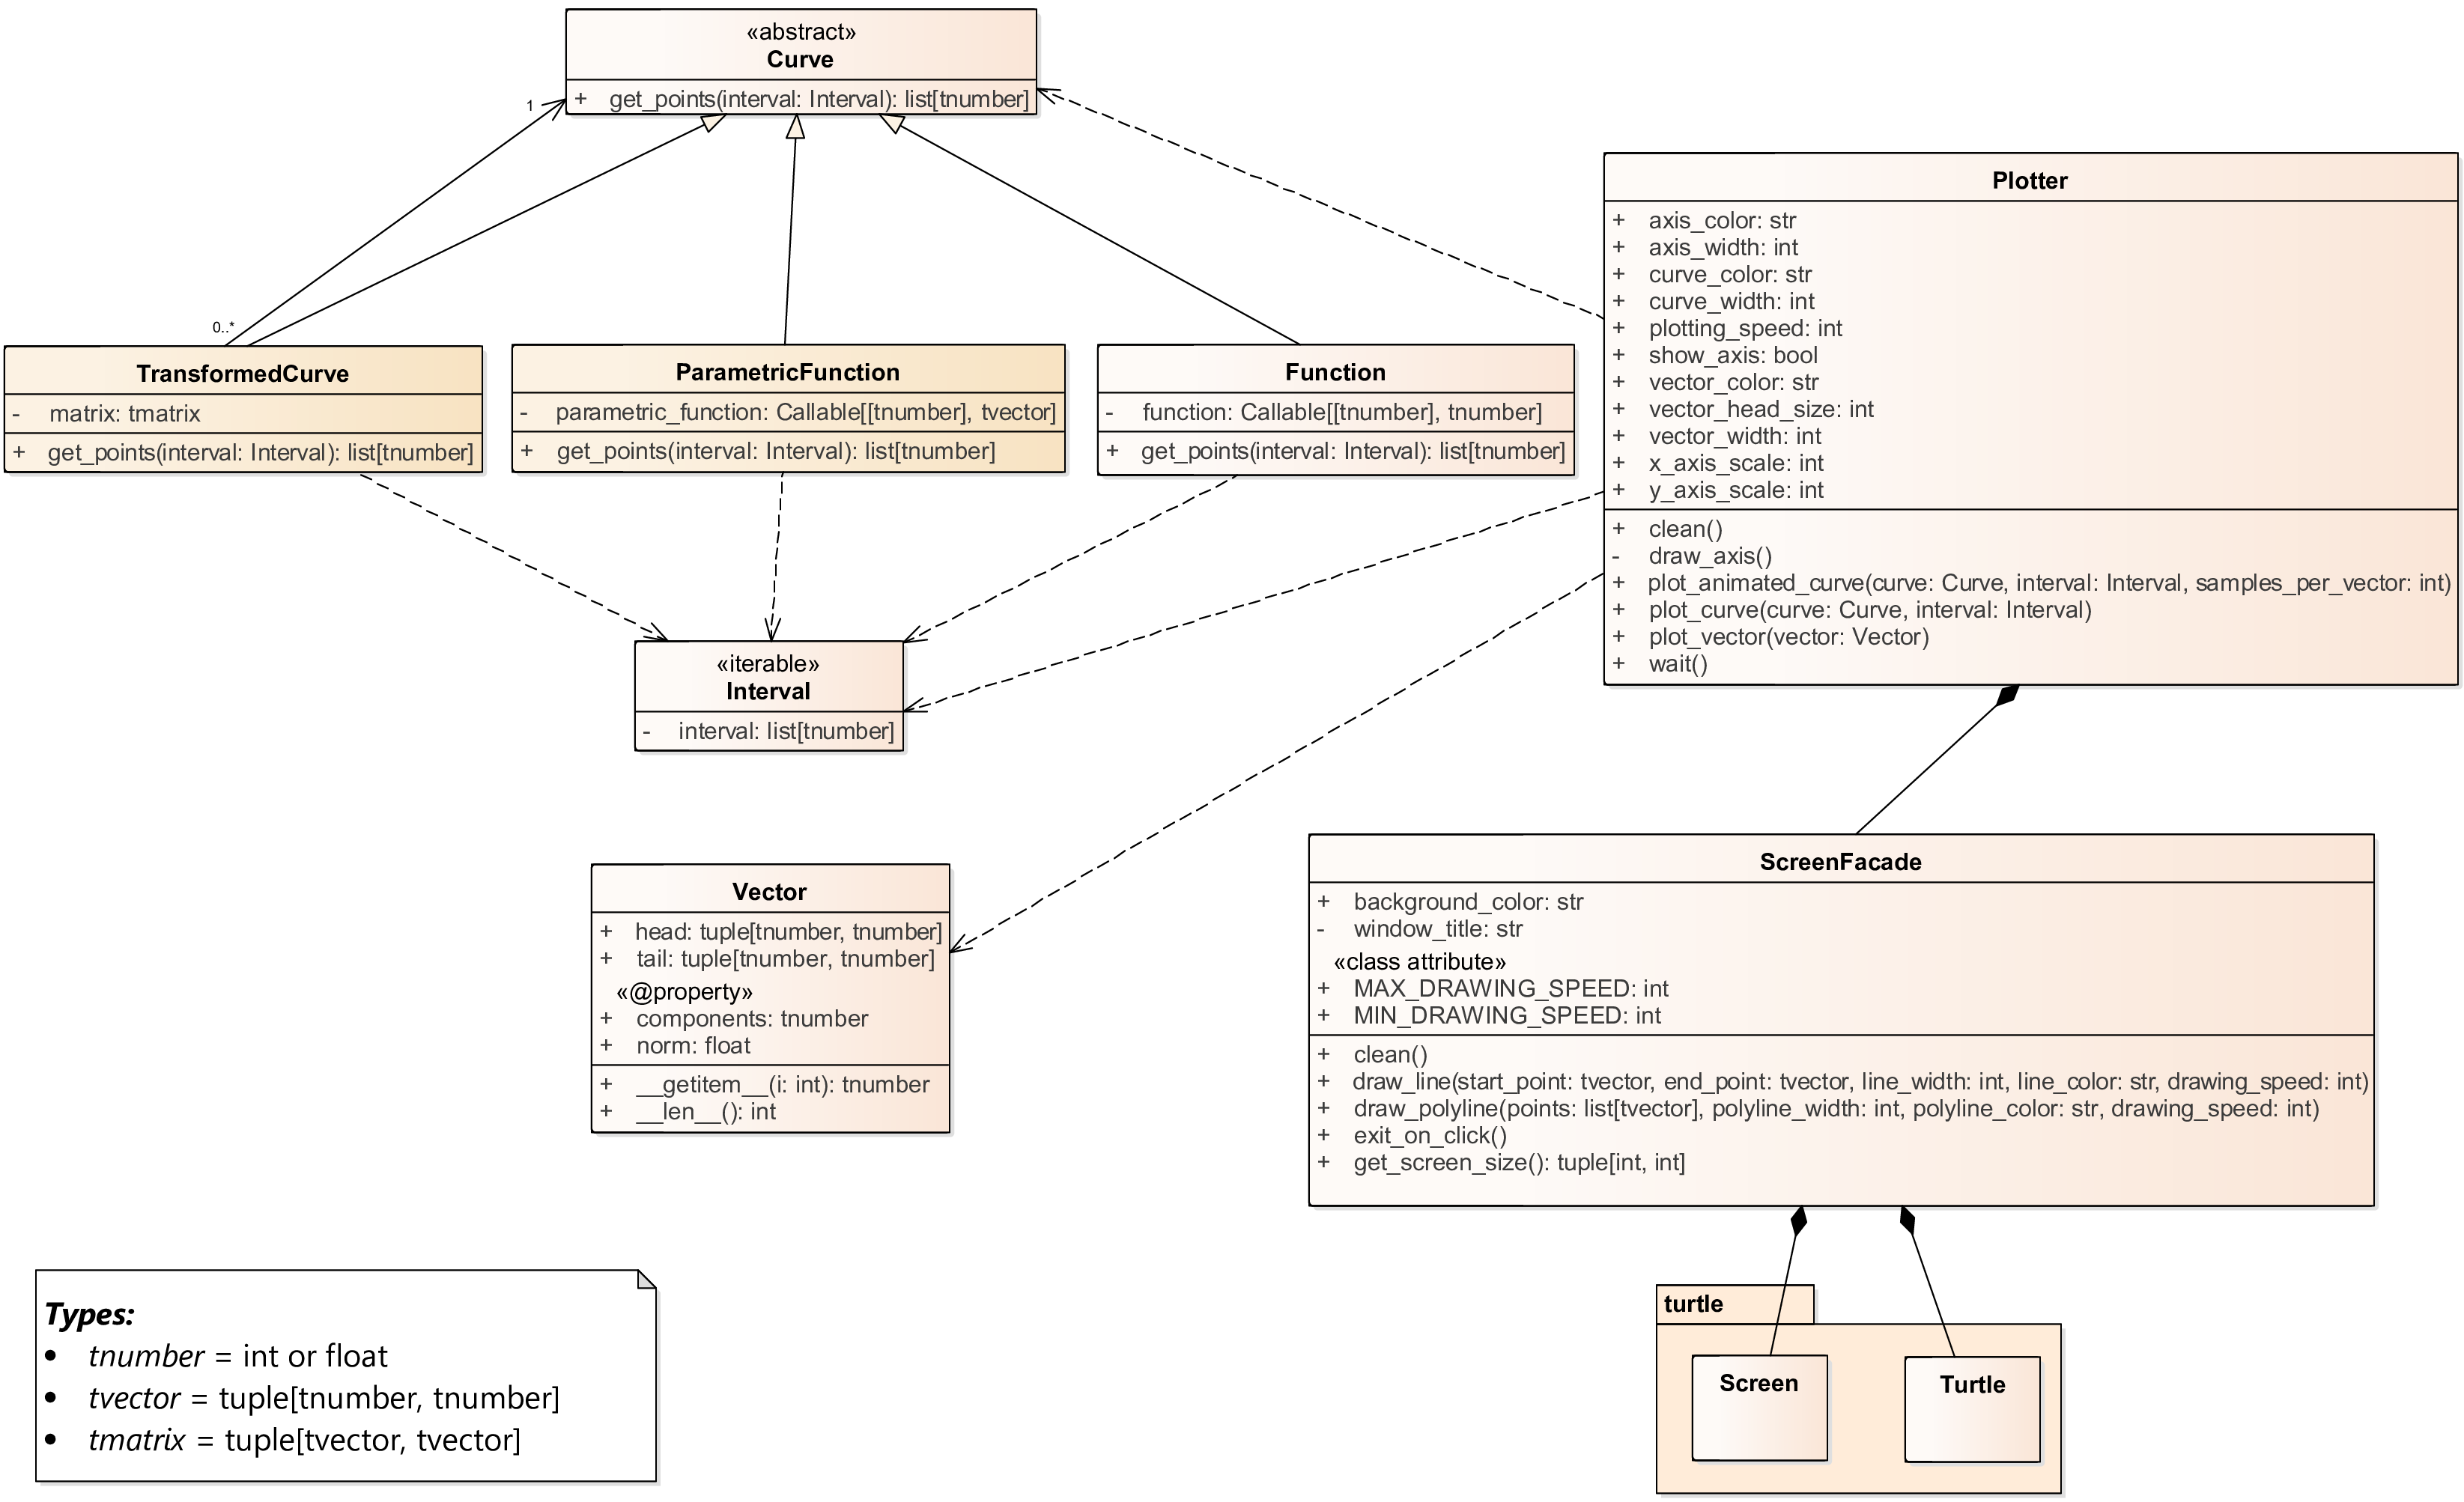 «abstract»
Curve
+ get_points(interval: Interval): list[tnumber]
1
0..*
TransformedCurve
- matrix: tmatrix
+ get_points(interval: Interval): list[tnumber]
ParametricFunction
- parametric_function: Callable[[tnumber], tvector]
+ get_points(interval: Interval): list[tnumber]
Function
- function: Callable[[tnumber], tnumber]
+ get_points(interval: Interval): list[tnumber]
Plotter
+ axis_color: str
+ axis_width: int
+ curve_color: str
+ curve_width: int
+ plotting_speed: int
+ show_axis: bool
+ vector_color: str
+ vector_head_size: int
+ vector_width: int
+ x_axis_scale: int
+ y_axis_scale: int
+ clean()
- draw_axis()
+ plot_animated_curve(curve: Curve, interval: Interval, samples_per_vector: int)
+ plot_curve(curve: Curve, interval: Interval)
+ plot_vector(vector: Vector)
+ wait()
«iterable»
Interval
- interval: list[tnumber]
Vector
+ head: tuple[tnumber, tnumber]
+ tail: tuple[tnumber, tnumber]
«@property»
+ components: tnumber
+ norm: float
+ __getitem__(i: int): tnumber
+ __len__(): int
ScreenFacade
+ background_color: str
- window_title: str
«class attribute»
+ MAX_DRAWING_SPEED: int
+ MIN_DRAWING_SPEED: int
+ clean()
+ draw_line(start_point: tvector, end_point: tvector, line_width: int, line_color: str, drawing_speed: int)
+ draw_polyline(points: list[tvector], polyline_width: int, polyline_color: str, drawing_speed: int)
+ exit_on_click()
+ get_screen_size(): tuple[int, int]
turtle
Screen
Turtle
Types:
• tnumber = int or float
• tvector = tuple[tnumber, tnumber]
• tmatrix = tuple[tvector, tvector]